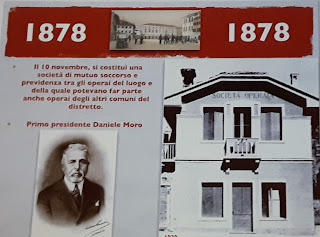 1878
1878
Il 10 novembre, si costituì una
società di mutuo soccorso e
previdenza tra gli operai del luogo e
della quale potevano far parte
anche operai degli altri comuni del
distretto.
Primo presidente Daniele Moro
SOCIETÀ OPERAIA